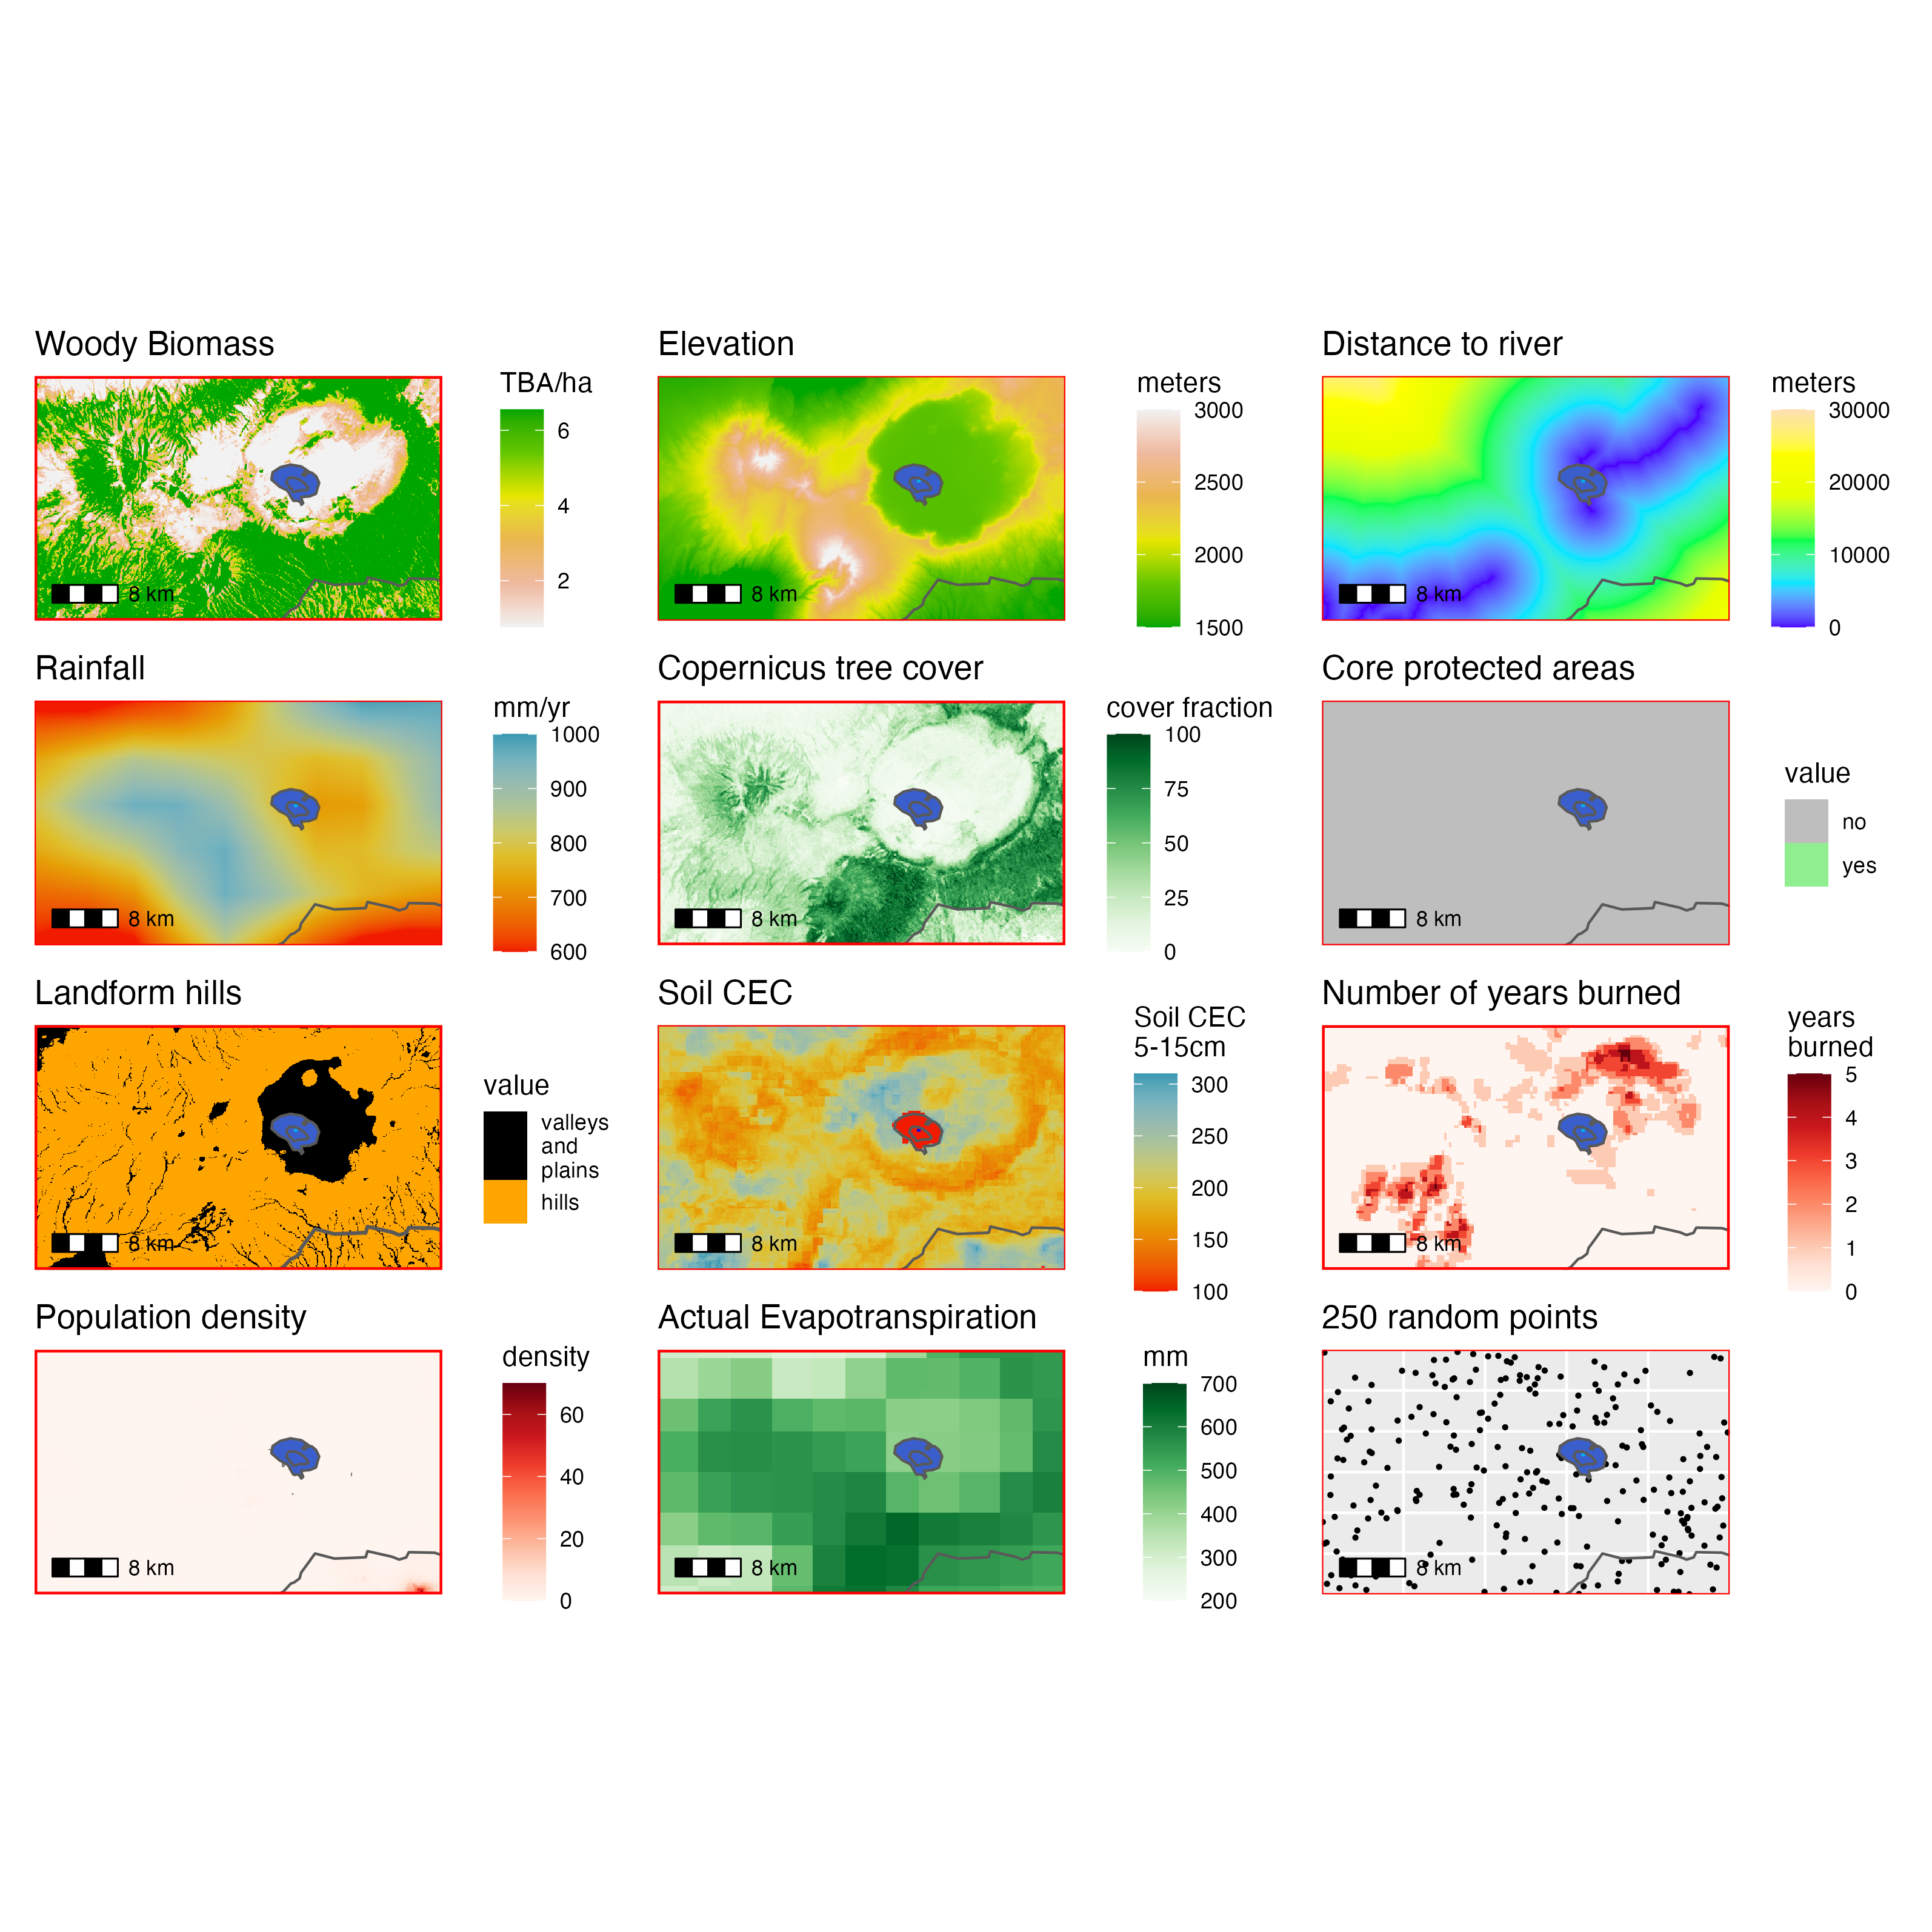 Woody Biomass
TBA/ha
6
4
2
8 km
Elevation
meters
3000
2500
2000
1500
8 km
Distance to river
meters
30000
20000
10000
0
8 km
Rainfall
mm/yr
1000
900
800
700
600
8 km
Copernicus tree cover
cover fraction
100
75
50
25
0
8 km
Core protected areas
value
no
yes
8 km
Landform hills
value
valleys
and
plains
hills
8 km
Soil CEC
Soil CEC
5-15cm
300
250
200
150
100
8 km
Number of years burned
years
burned
5
4
3
2
1
0
8 km
Population density
density
60
40
20
0
8 km
Actual Evapotranspiration
mm
700
600
500
400
300
200
8 km
250 random points
8 km